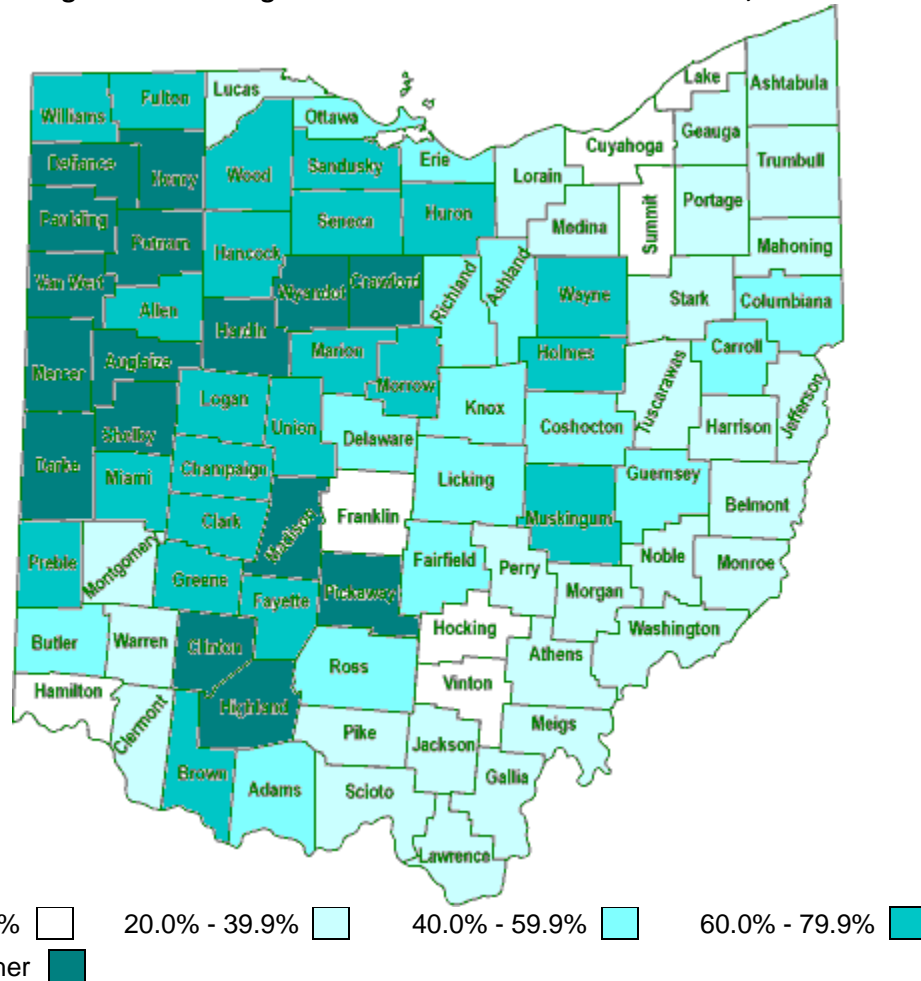 Lake
Ashtabula
Lucas
Fulton
Williams
Ottawa
Geauga
Cuyahoga
Erie
Trumbull
Defiance
Sandusky
Henry
Wood
Lorain
Portage
Medina
Summit
Huron
Seneca
Paulding
Putnam
Mahoning
Hancock
Van Wert
Wyandot
Crawford
Richland
Ashland
Wayne
Stark
Columbiana
Allen
Hardin
Marion
Holmes
Carroll
Auglaize
Mercer
Morrow
Tuscarawas
Jefferson
Logan
Knox
Union
Coshocton
Harrison
Shelby
Delaware
Darke
Champaign
Miami
Licking
Guernsey
Belmont
Clark
Franklin
Muskingum
Madison
Preble
Montgomery
Fairfield
Perry
Noble
Monroe
Greene
Fayette
Pickaway
Morgan
Butler
Warren
Clinton
Hocking
Washington
Ross
Athens
Hamilton
Vinton
Clermont
Highland
Pike
Jackson
Meigs
Brown
Adams
Scioto
Gallia
Lawrence
% 20.0% - 39.9% 40.0% - 59.9% 60.0% - 79.9%